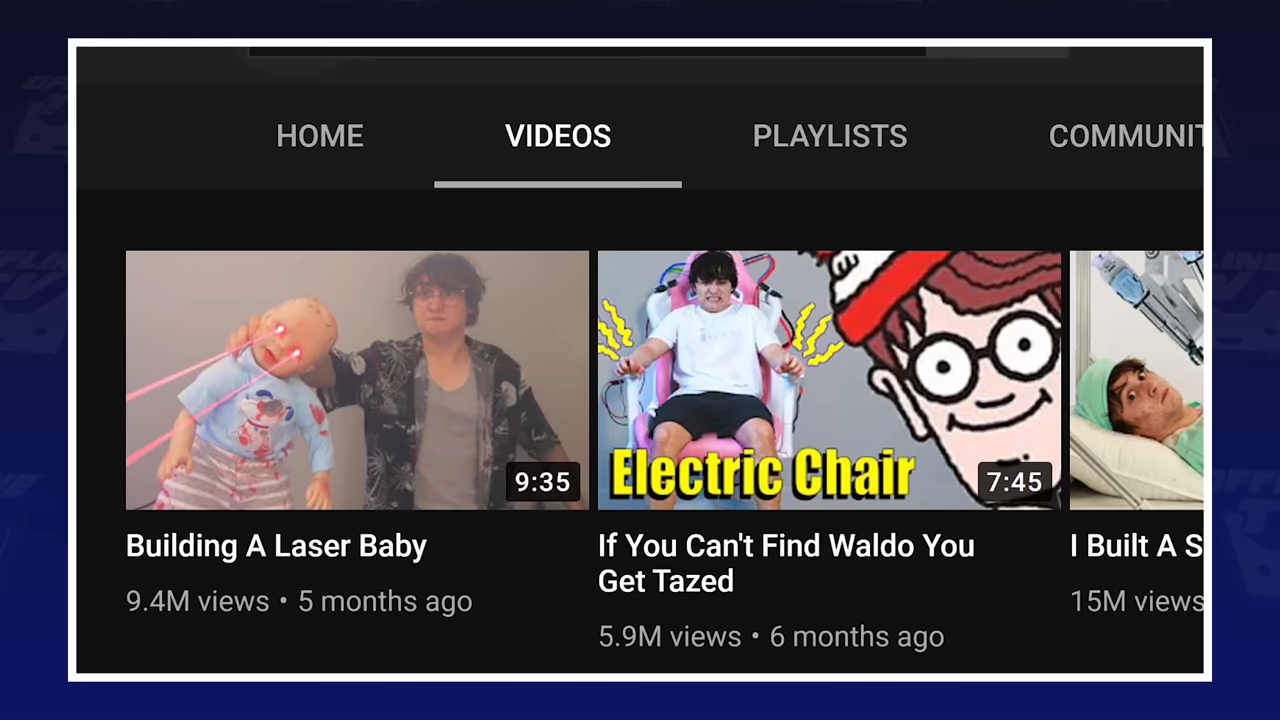 HOME VIDEOS PLAYLISTS COMMUNIT
Electric Chair
9:35 7:45
Building A Laser Baby
If You Can't Find Waldo You
Get Tazed
I Built A S
9.4M views • 5 months ago
5.9M views • 6 months ago
15M views